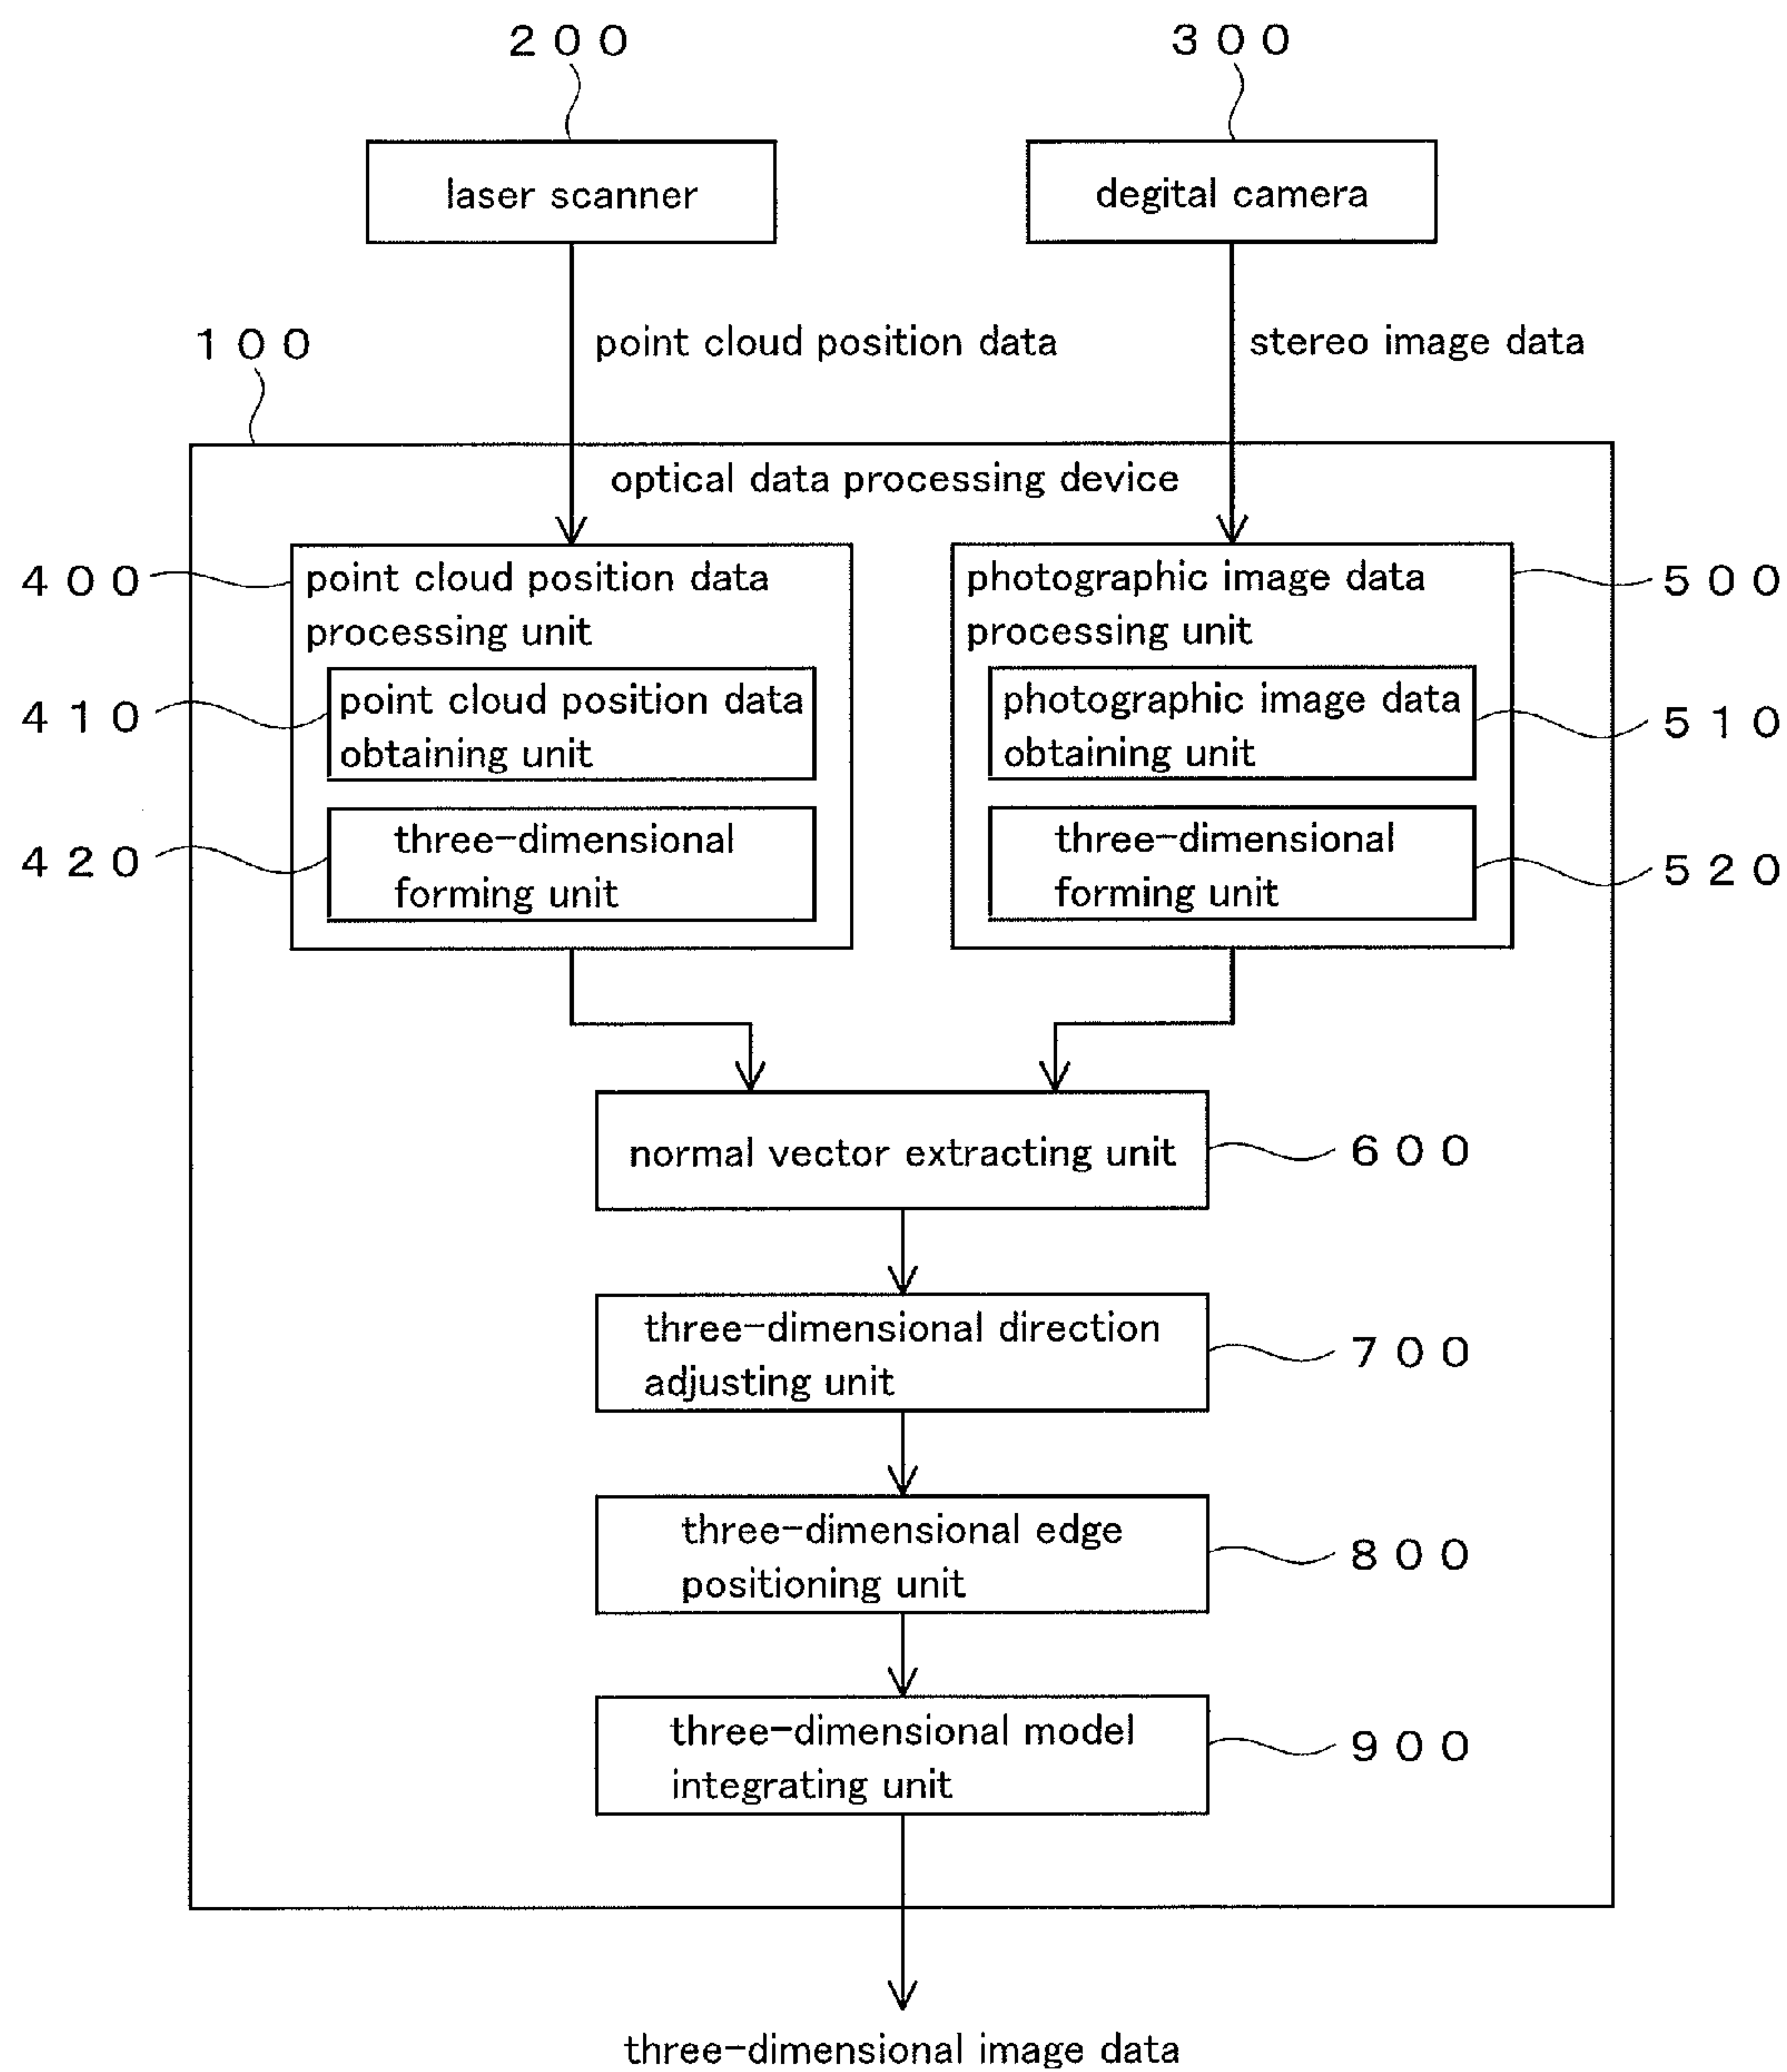 200
300
laser scanner
degital camera
100
point cloud position data
stereo image data
optical data processing device
400
point cloud position data
processing unit
410
point cloud position data
obtaining unit
420
three-dimensional
forming unit
photographic image data
processing unit
500
photographic image data
obtaining unit
510
three-dimensional
forming unit
520
normal vector extracting unit
600
three-dimensional direction
adjusting unit
700
three-dimensional edge
positioning unit
800
three-dimensional model
integrating unit
900
three-dimensional image data